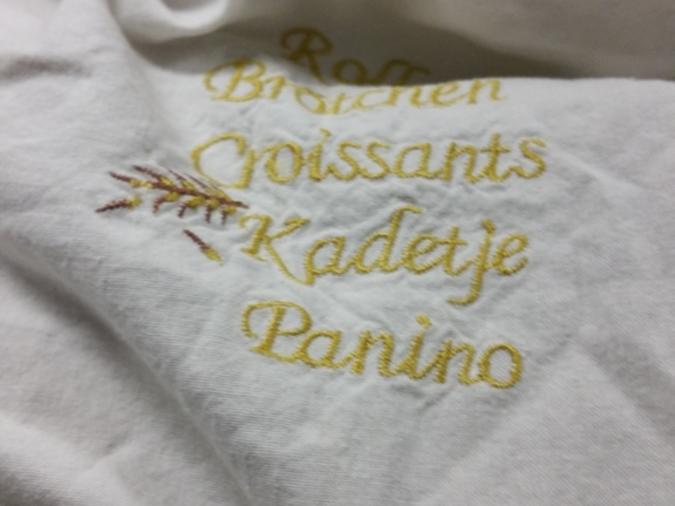 Brötchen
Croissants
Kadetje
Panino